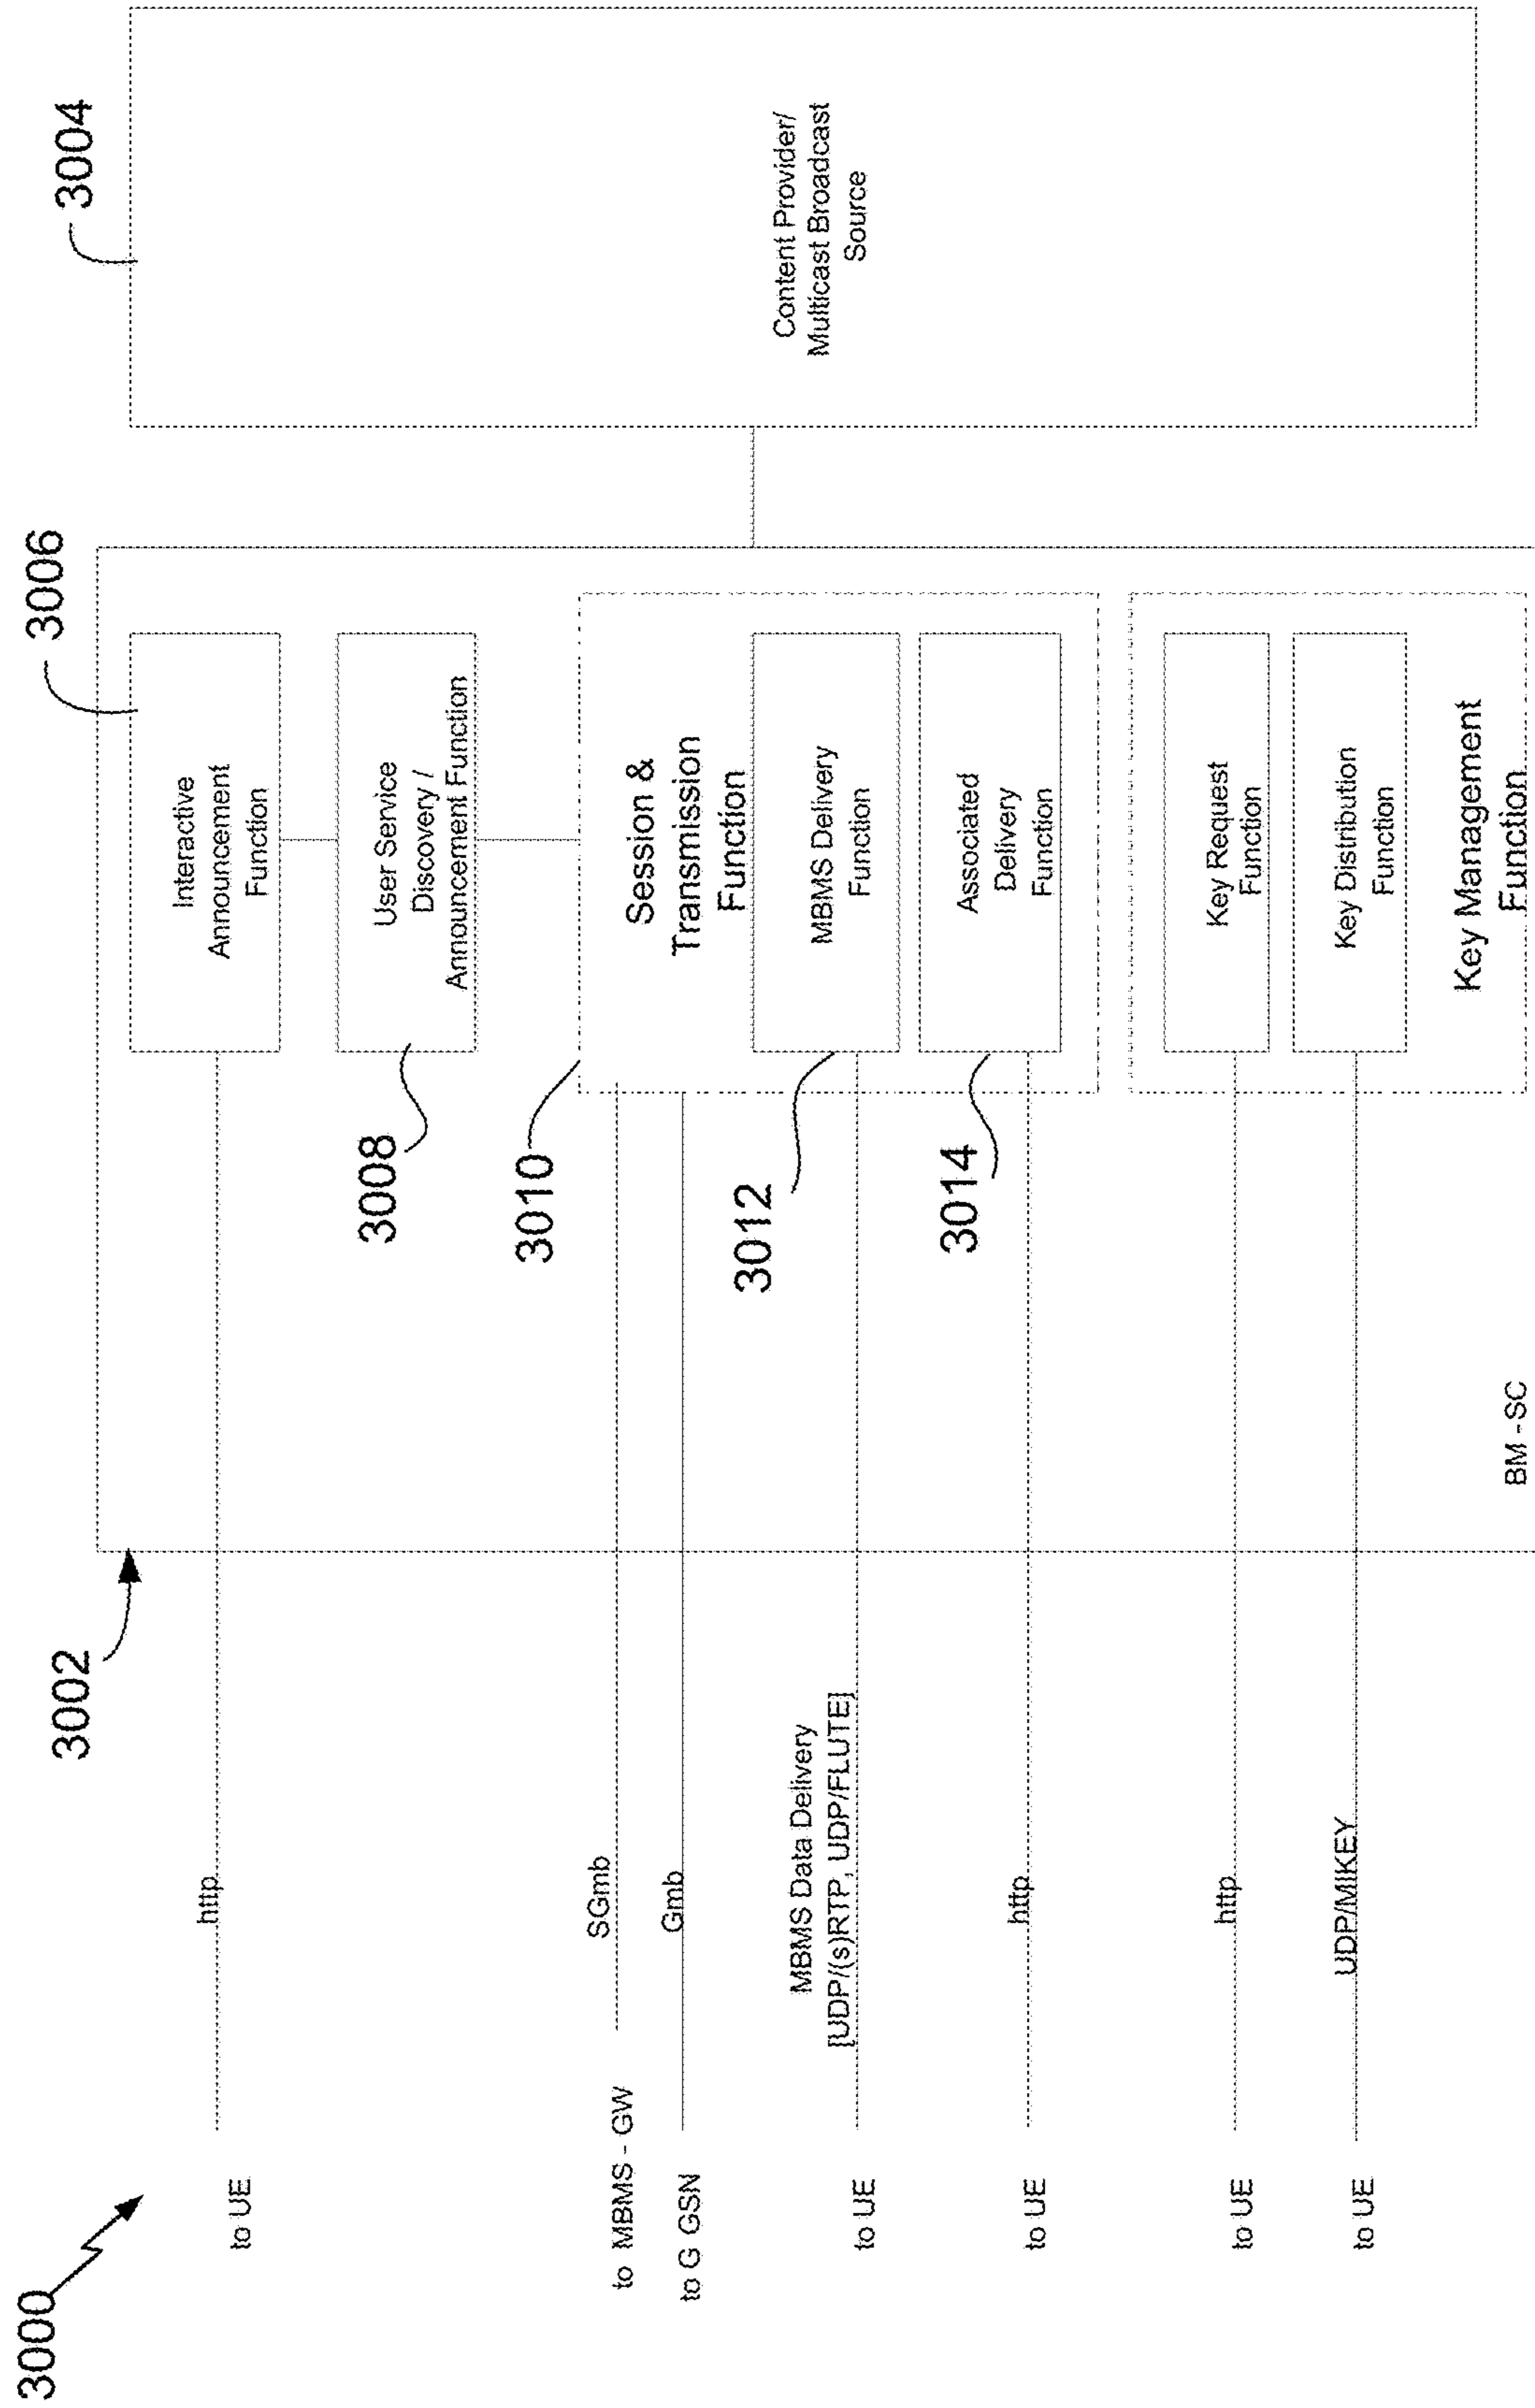 3000
3002
3004
3006
to UE
http
Interactive
Announcement
Function
3008
User Service
Discovery /
Announcement Function
Content Provider/
Multicast Broadcast
Source
3010
to MBMS - GW
SGmb
to G GSN
Gmb
Session &
Transmission
Function
3012
MBMS Data Delivery
[UDP/(s)RTP, UDP/FLUTE]
to UE
MBMS Delivery
Function
3014
to UE
http
Associated
Delivery
Function
to UE
http
Key Request
Function
to UE
UDP/MIKEY
Key Distribution
Function
Key Management
Function
BM -SC